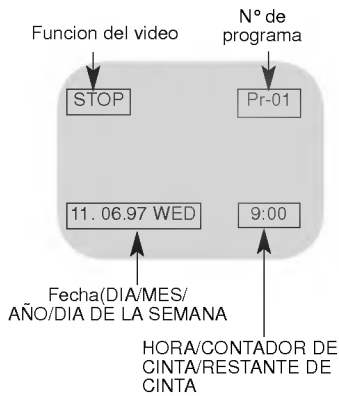 Funcion del video
N° de
programa
STOP
Pr-01
11. 06.97 WED
9:00
Fecha(DIA/MES/
AÑO/DIA DE LA SEMANA
HORA/CONTADOR DE
CINTA/RESTANTE DE
CINTA